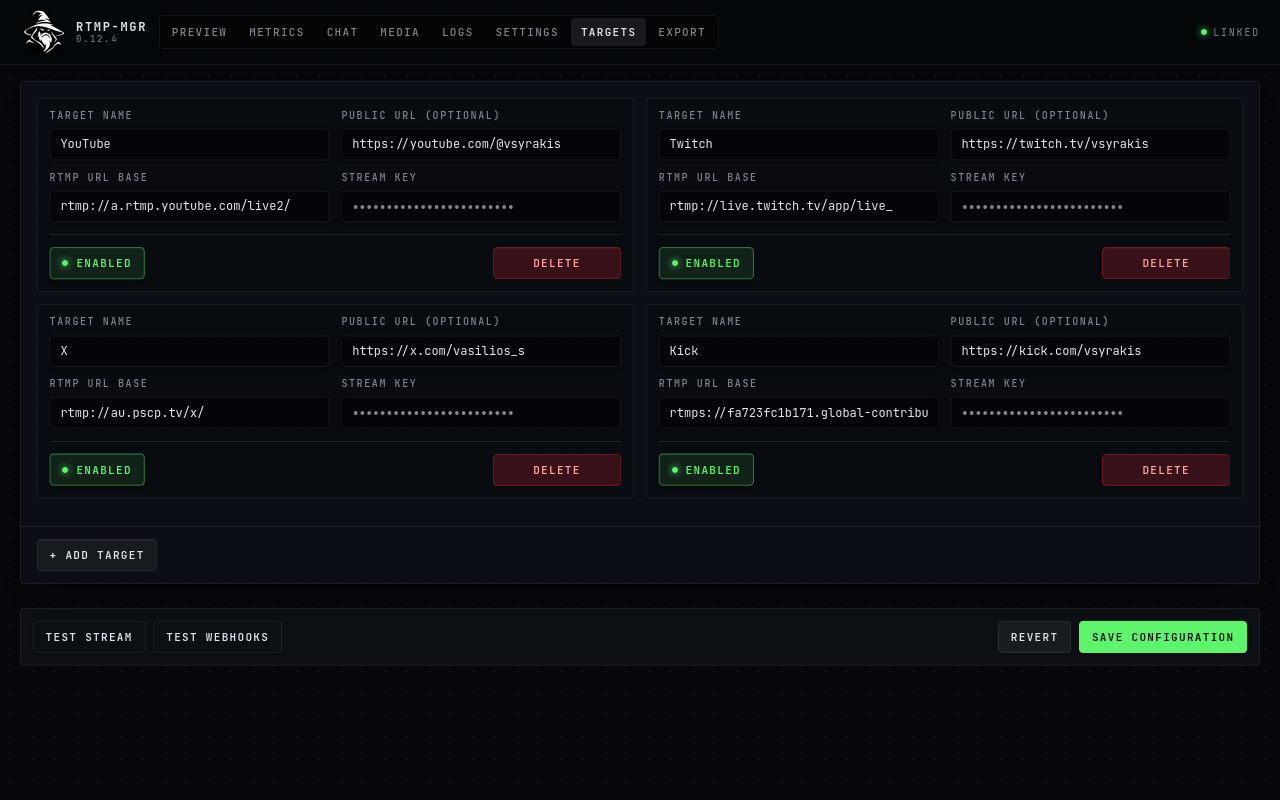 RTMP-MGR
0.12.4
PREVIEW METRICS CHAT MEDIA LOGS SETTINGS TARGETS EXPORT
LINKED
TARGET NAME PUBLIC URL (OPTIONAL)
YouTube https://youtube.com/@vsyrakis
RTMP URL BASE STREAM KEY
rtmp://a.rtmp.youtube.com/live2/ ••••••••••••••••••••••••
ENABLED DELETE
TARGET NAME PUBLIC URL (OPTIONAL)
Twitch https://twitch.tv/vsyrakis
RTMP URL BASE STREAM KEY
rtmp://live.twitch.tv/app/live_ ••••••••••••••••••••••••
ENABLED DELETE
TARGET NAME PUBLIC URL (OPTIONAL)
X https://x.com/vasilios_s
RTMP URL BASE STREAM KEY
rtmp://au.pscp.tv/x/ ••••••••••••••••••••••••
ENABLED DELETE
TARGET NAME PUBLIC URL (OPTIONAL)
Kick https://kick.com/vsyrakis
RTMP URL BASE STREAM KEY
rtmps://fa723fc1b171.global-contribu ••••••••••••••••••••••••
ENABLED DELETE
+ ADD TARGET
TEST STREAM TEST WEBHOOKS REVERT SAVE CONFIGURATION